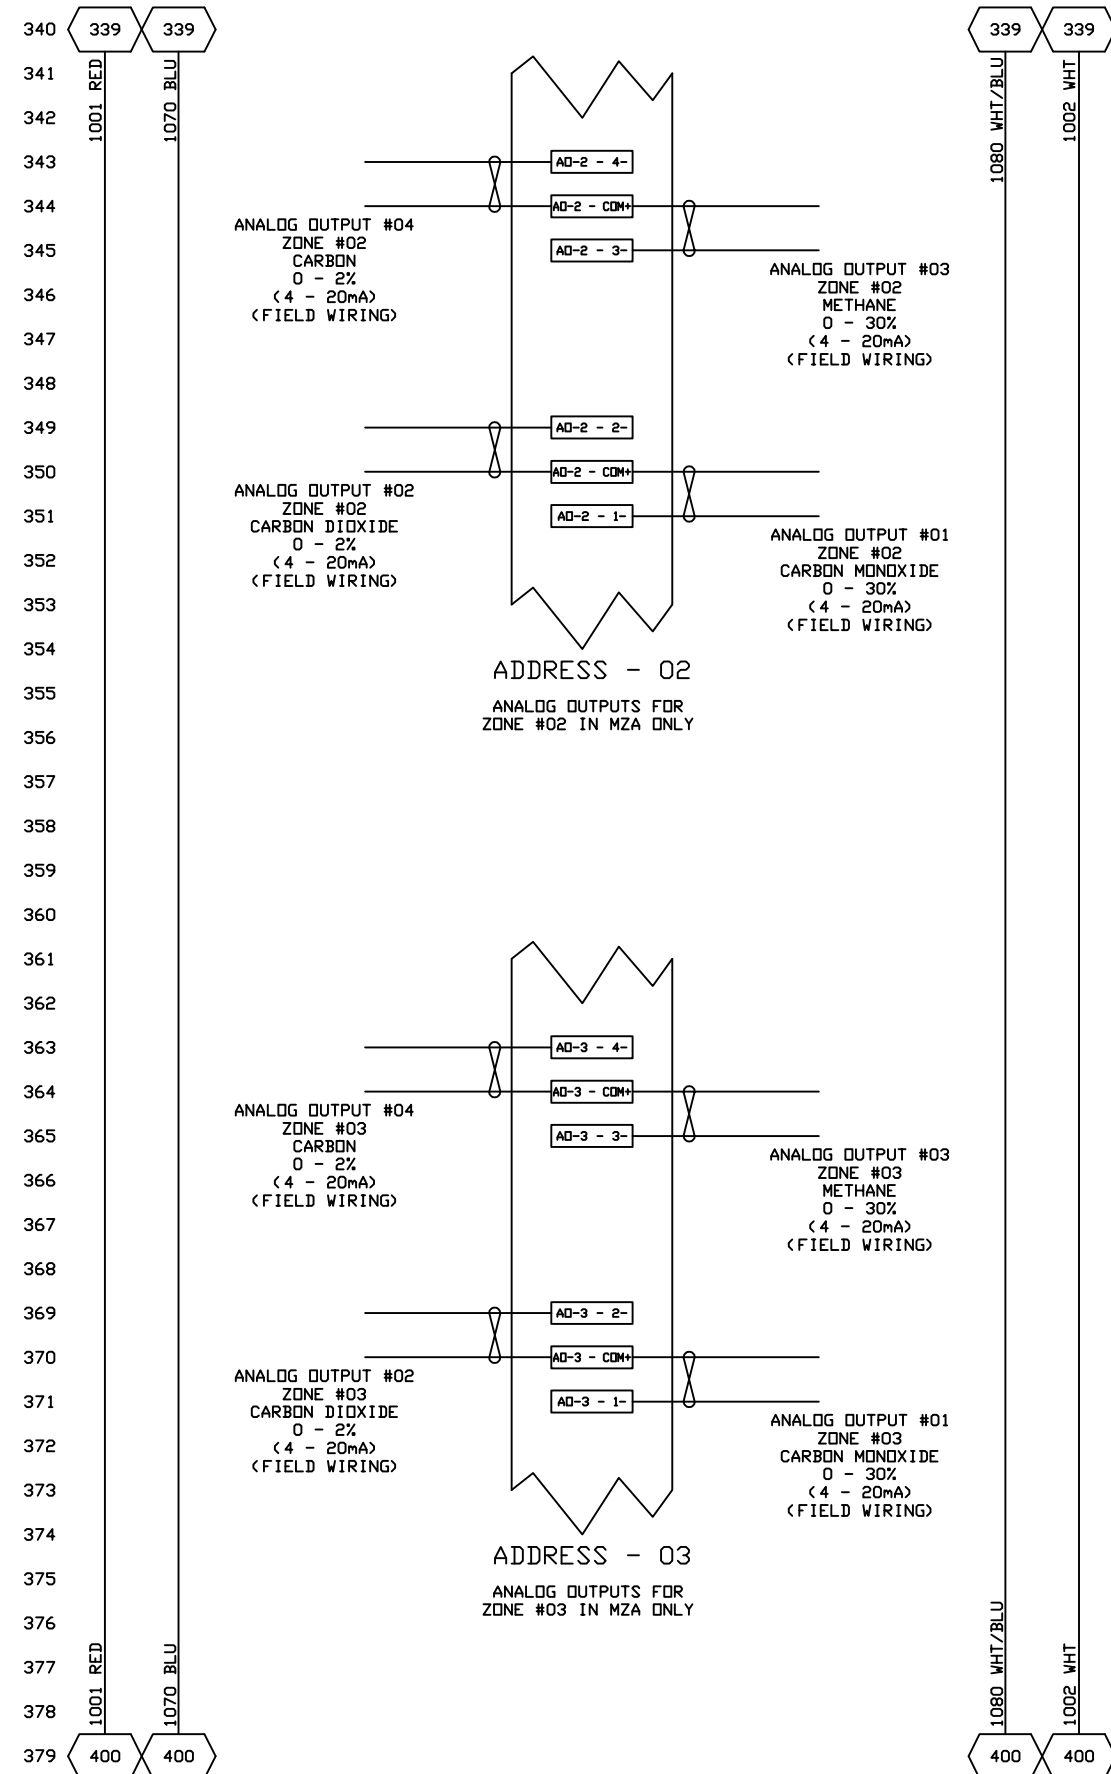 340 339 339 339 339
341
342
1001 RED
1070 BLU
1080 WHT/BLU
1002 WHT
343 AO-2 - 4-
344 AO-2 - COM+
345 AO-2 - 3-
ANALOG OUTPUT #04
ZONE #02
CARBON
0 - 2%
(4 - 20mA)
(FIELD WIRING)
ANALOG OUTPUT #03
ZONE #02
METHANE
0 - 30%
(4 - 20mA)
(FIELD WIRING)
346
347
348
349 AO-2 - 2-
350 AO-2 - COM+
351 AO-2 - 1-
ANALOG OUTPUT #02
ZONE #02
CARBON DIOXIDE
0 - 2%
(4 - 20mA)
(FIELD WIRING)
ANALOG OUTPUT #01
ZONE #02
CARBON MONOXIDE
0 - 30%
(4 - 20mA)
(FIELD WIRING)
352
353
354
ADDRESS - 02
355
ANALOG OUTPUTS FOR
ZONE #02 IN MZA ONLY
356
357
358
359
360
361
362
363 AO-3 - 4-
364 AO-3 - COM+
365 AO-3 - 3-
ANALOG OUTPUT #04
ZONE #03
CARBON
0 - 2%
(4 - 20mA)
(FIELD WIRING)
ANALOG OUTPUT #03
ZONE #03
METHANE
0 - 30%
(4 - 20mA)
(FIELD WIRING)
366
367
368
369 AO-3 - 2-
370 AO-3 - COM+
371 AO-3 - 1-
ANALOG OUTPUT #02
ZONE #03
CARBON DIOXIDE
0 - 2%
(4 - 20mA)
(FIELD WIRING)
ANALOG OUTPUT #01
ZONE #03
CARBON MONOXIDE
0 - 30%
(4 - 20mA)
(FIELD WIRING)
372
373
374
ADDRESS - 03
375
ANALOG OUTPUTS FOR
ZONE #03 IN MZA ONLY
376
377
378
1001 RED
1070 BLU
1080 WHT/BLU
1002 WHT
379 400 400 400 400